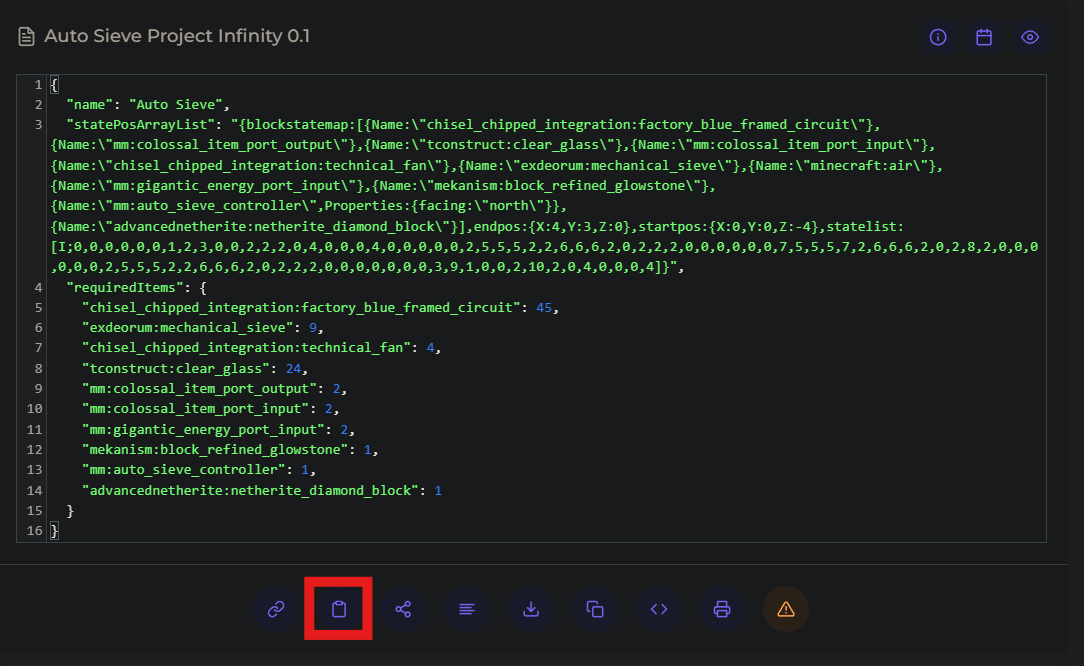 Auto Sieve Project Infinity 0.1
1 {
2 "name": "Auto Sieve",
3 "statePosArrayList": "{blockstatemap:[{Name:\"chisel_chipped_integration:factory_blue_framed_circuit\"},
{Name:\"mm:colossal_item_port_output\"},{Name:\"tconstruct:clear_glass\"},{Name:\"mm:colossal_item_port_input\"},
{Name:\"chisel_chipped_integration:technical_fan\"},{Name:\"exdeorum:mechanical_sieve\"},{Name:\"minecraft:air\"},
{Name:\"mm:gigantic_energy_port_input\"},{Name:\"mekanism:block_refined_glowstone\"},
{Name:\"mm:auto_sieve_controller\",Properties:{facing:\"north\"}},
{Name:\"advancednetherite:netherite_diamond_block\"}],endpos:{X:4,Y:3,Z:0},startpos:{X:0,Y:0,Z:-4},statelist:
[I;0,0,0,0,0,0,1,2,3,0,0,2,2,2,0,4,0,0,0,4,0,0,0,0,0,2,5,5,5,2,2,6,6,6,2,0,2,2,2,0,0,0,0,0,0,7,5,5,5,7,2,6,6,6,2,0,2,8,2,0,0,0
,0,0,0,2,5,5,5,2,2,6,6,6,2,0,2,2,2,0,0,0,0,0,0,0,3,9,1,0,0,2,10,2,0,4,0,0,0,4]}",
4 "requiredItems": {
5 "chisel_chipped_integration:factory_blue_framed_circuit": 45,
6 "exdeorum:mechanical_sieve": 9,
7 "chisel_chipped_integration:technical_fan": 4,
8 "tconstruct:clear_glass": 24,
9 "mm:colossal_item_port_output": 2,
10 "mm:colossal_item_port_input": 2,
11 "mm:gigantic_energy_port_input": 2,
12 "mekanism:block_refined_glowstone": 1,
13 "mm:auto_sieve_controller": 1,
14 "advancednetherite:netherite_diamond_block": 1
15 }
16 }